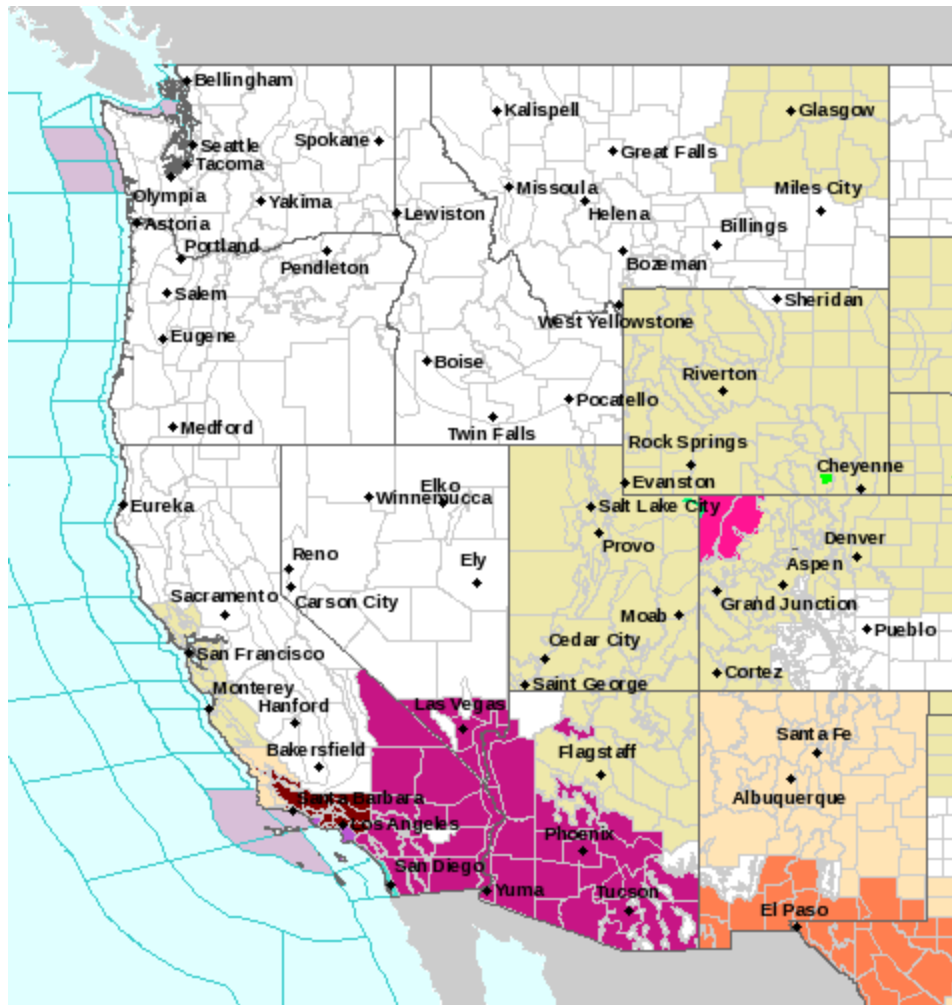 Bellingham
Kalispell
Glasgow
Seattle
Spokane
Great Falls
Tacoma
Missoula
Miles City
Olympia
Yakima
Helena
Lewiston
Astoria
Billings
Portland
Pendleton
Bozeman
Salem
Sheridan
West Yellowstone
Eugene
Boise
Riverton
Pocatello
Medford
Twin Falls
Rock Springs
Cheyenne
Elko
Evanston
Winnemucca
Eureka
Salt Lake City
Denver
Provo
Reno
Ely
Aspen
Sacramento
Carson City
Grand Junction
Moab
Pueblo
Cedar City
San Francisco
Cortez
Saint George
Monterey
Las Vegas
Hanford
Santa Fe
Bakersfield
Flagstaff
Santa Barbara
Albuquerque
Los Angeles
Phoenix
San Diego
Yuma
Tucson
El Paso